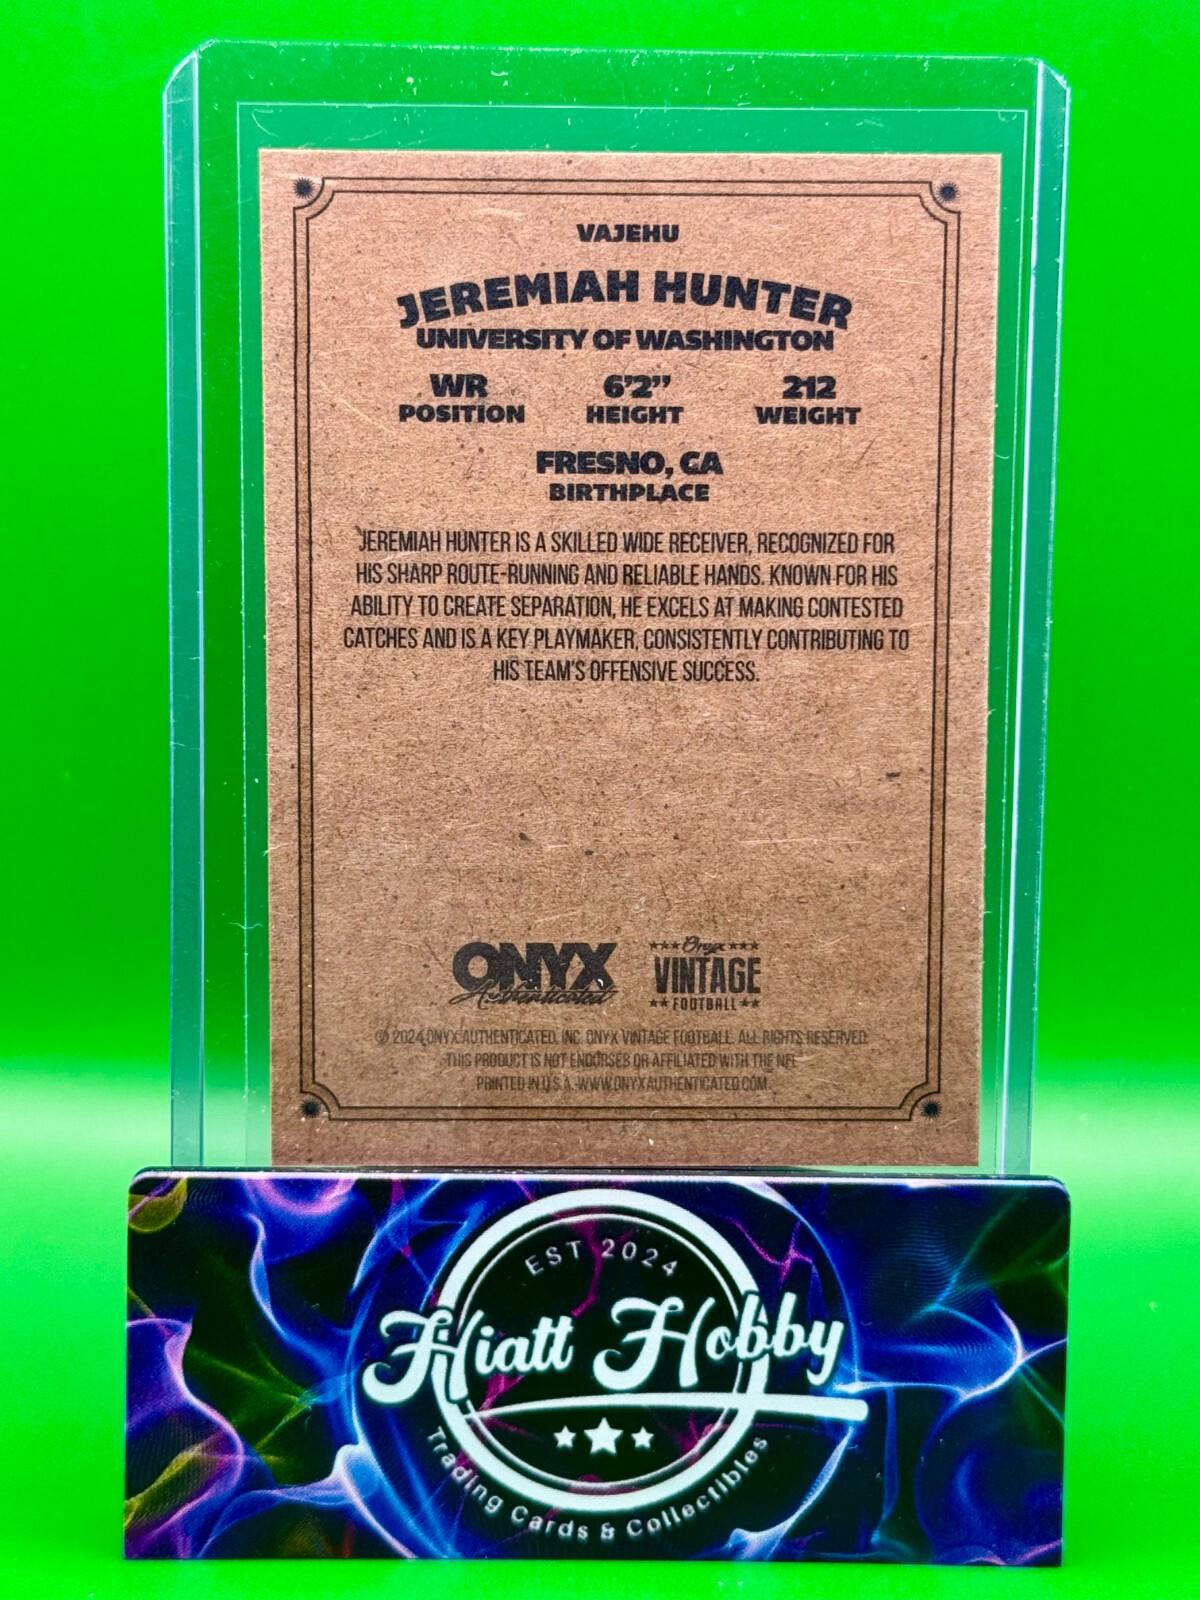 VAJEHU
JEREMIAH HUNTER
UNIVERSITY OF WASHINGTON
WR 6'2" 212
POSITION HEIGHT WEIGHT
FRESNO, CA
BIRTHPLACE
JEREMIAH HUNTER IS A SKILLED WIDE RECEIVER, RECOGNIZED FOR
HIS SHARP ROUTE-RUNNING AND RELIABLE HANDS. KNOWN FOR HIS
ABILITY TO CREATE SEPARATION, HE EXCELS AT MAKING CONTESTED
CATCHES AND IS A KEY PLAYMAKER, CONSISTENTLY CONTRIBUTING TO
HIS TEAM'S OFFENSIVE SUCCESS.
ONYX
Authenticated
Onyx
VINTAGE
FOOTBALL
© 2024 ONYX AUTHENTICATED, INC. ONYX VINTAGE FOOTBALL. ALL RIGHTS RESERVED.
THIS PRODUCT IS NOT ENDORSED OR AFFILIATED WITH THE NFL
PRINTED IN U.S.A. WWW.ONYXAUTHENTICATED.COM
EST 2024
Hiatt Hobby
Trading Cards & Collectibles